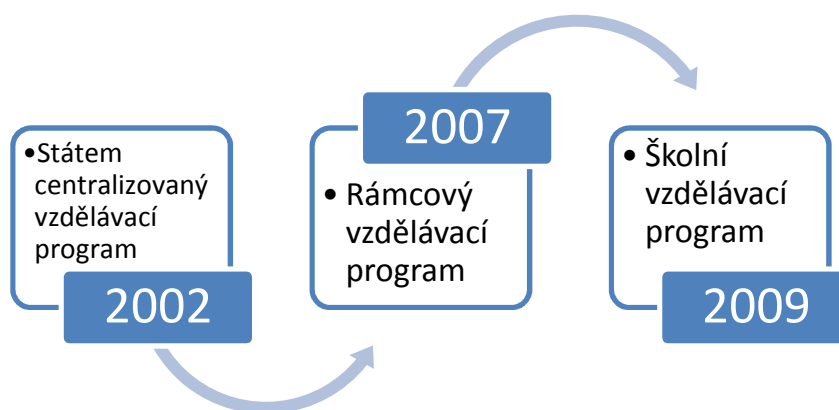 •Státem
centralizovaný
vzdělávací
program
2002
2007
• Rámcový
vzdělávací
program
• Školní
vzdělávací
program
2009